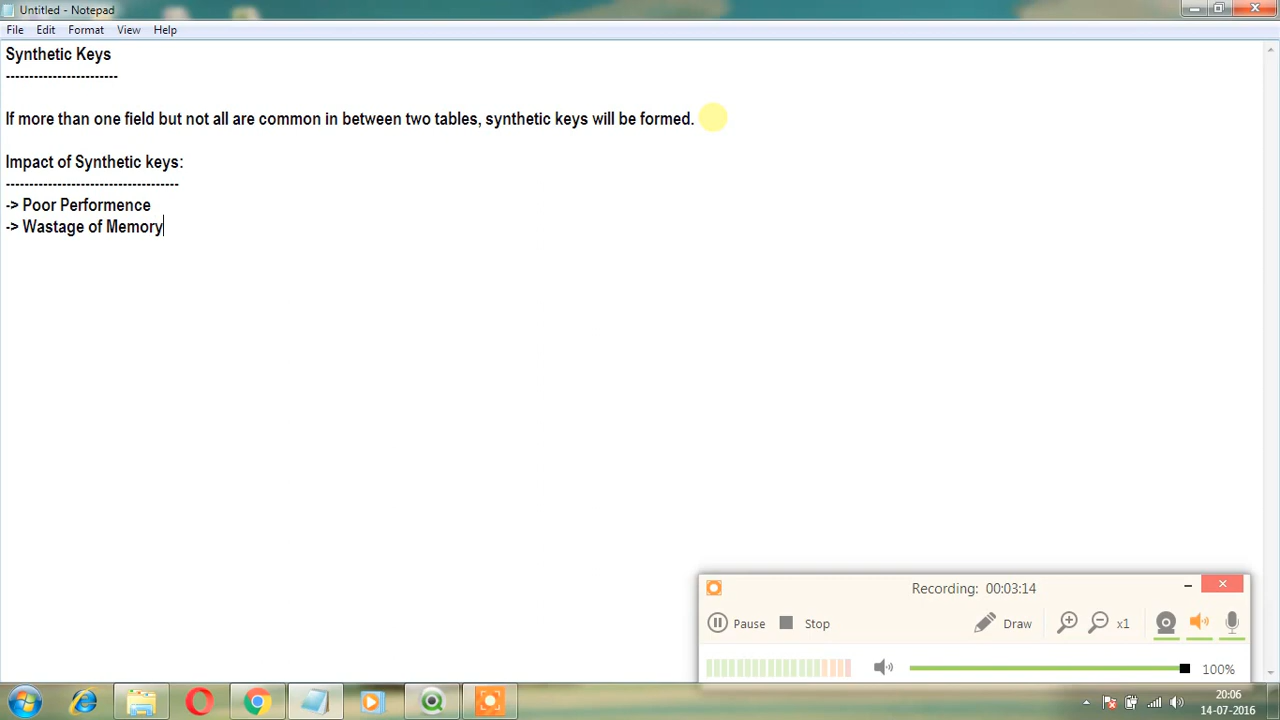 Untitled - Notepad
File Edit Format View Help
Synthetic Keys
------------------------
If more than one field but not all are common in between two tables, synthetic keys will be formed.
Impact of Synthetic keys:
-------------------------------------
-> Poor Performence
-> Wastage of Memory
Recording: 00:03:14
Pause Stop Draw x1
100%
20:06
14-07-2016